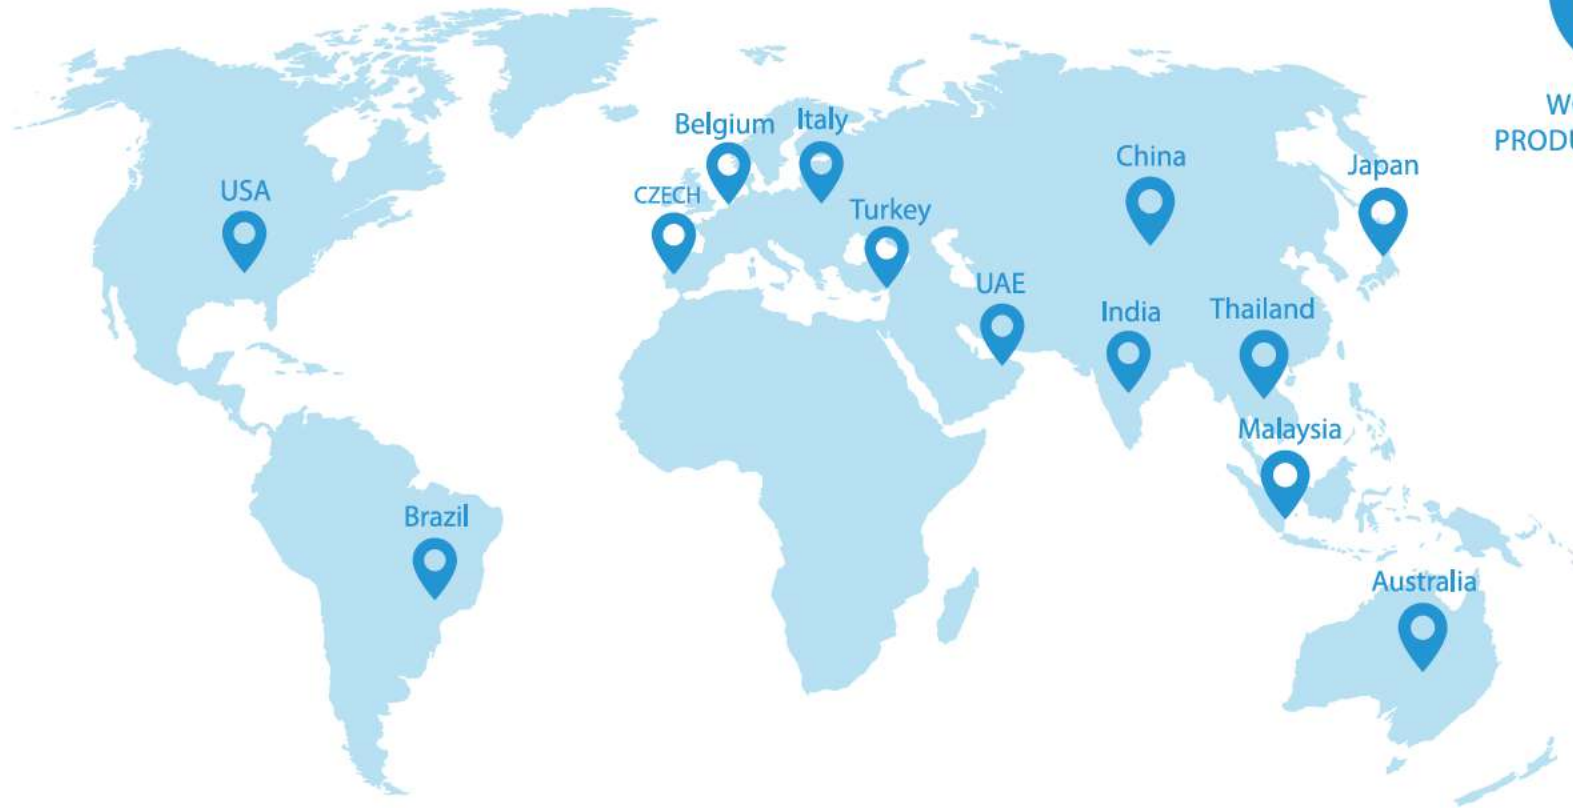 Belgium
Italy
China
Japan
USA
CZECH
Turkey
UAE
India
Thailand
Malaysia
Brazil
Australia